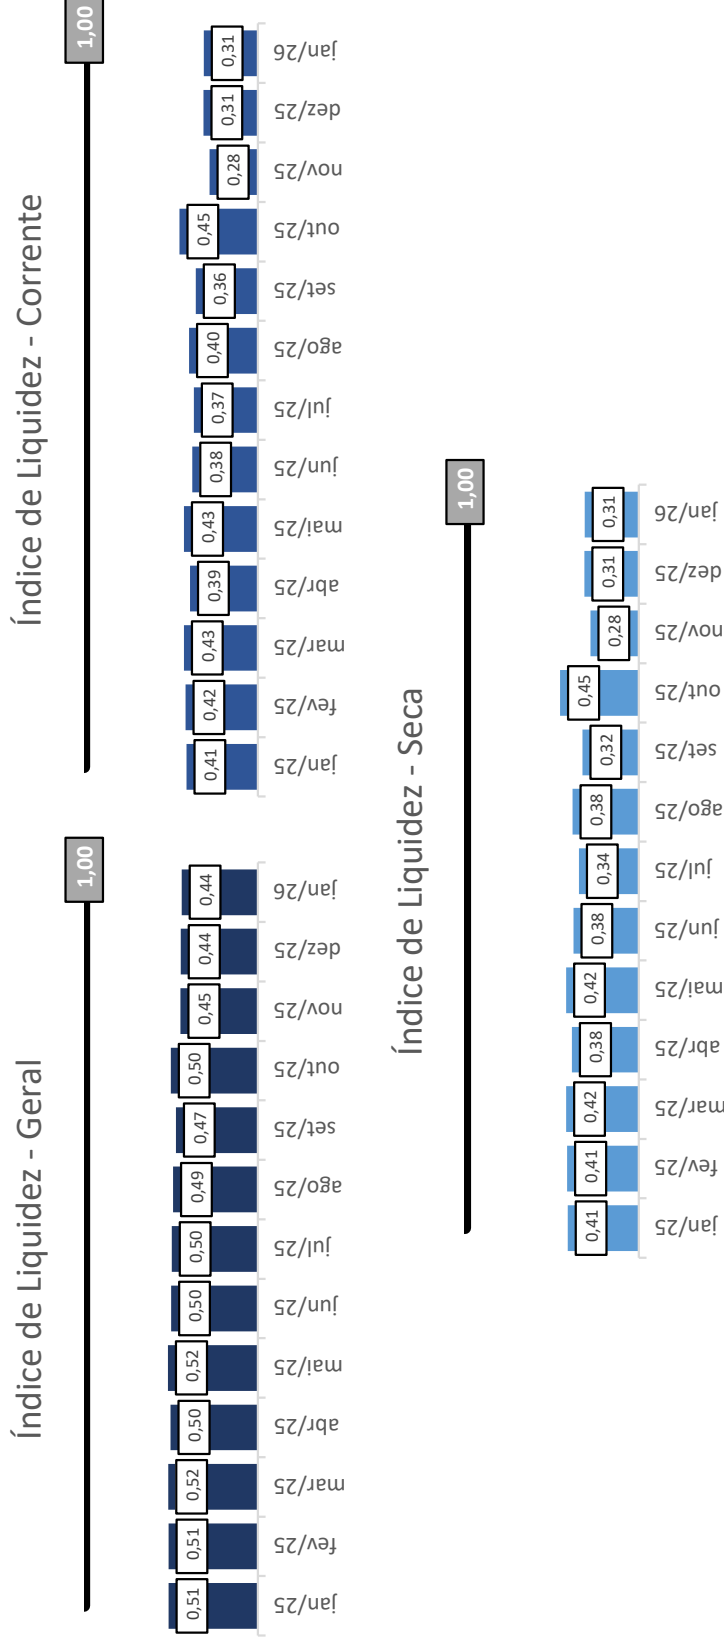 Índice de Liquidez - Geral
1,00
0,51
0,51
0,52
0,50
0,52
0,50
0,50
0,49
0,47
0,50
0,45
0,44
0,44
jan/25
fev/25
mar/25
abr/25
mai/25
jun/25
jul/25
ago/25
set/25
out/25
nov/25
dez/25
jan/26
Índice de Liquidez - Corrente
1,00
0,41
0,42
0,43
0,39
0,43
0,38
0,37
0,40
0,36
0,45
0,28
0,31
0,31
jan/25
fev/25
mar/25
abr/25
mai/25
jun/25
jul/25
ago/25
set/25
out/25
nov/25
dez/25
jan/26
Índice de Liquidez - Seca
1,00
0,41
0,41
0,42
0,38
0,42
0,38
0,34
0,38
0,32
0,45
0,28
0,31
0,31
jan/25
fev/25
mar/25
abr/25
mai/25
jun/25
jul/25
ago/25
set/25
out/25
nov/25
dez/25
jan/26